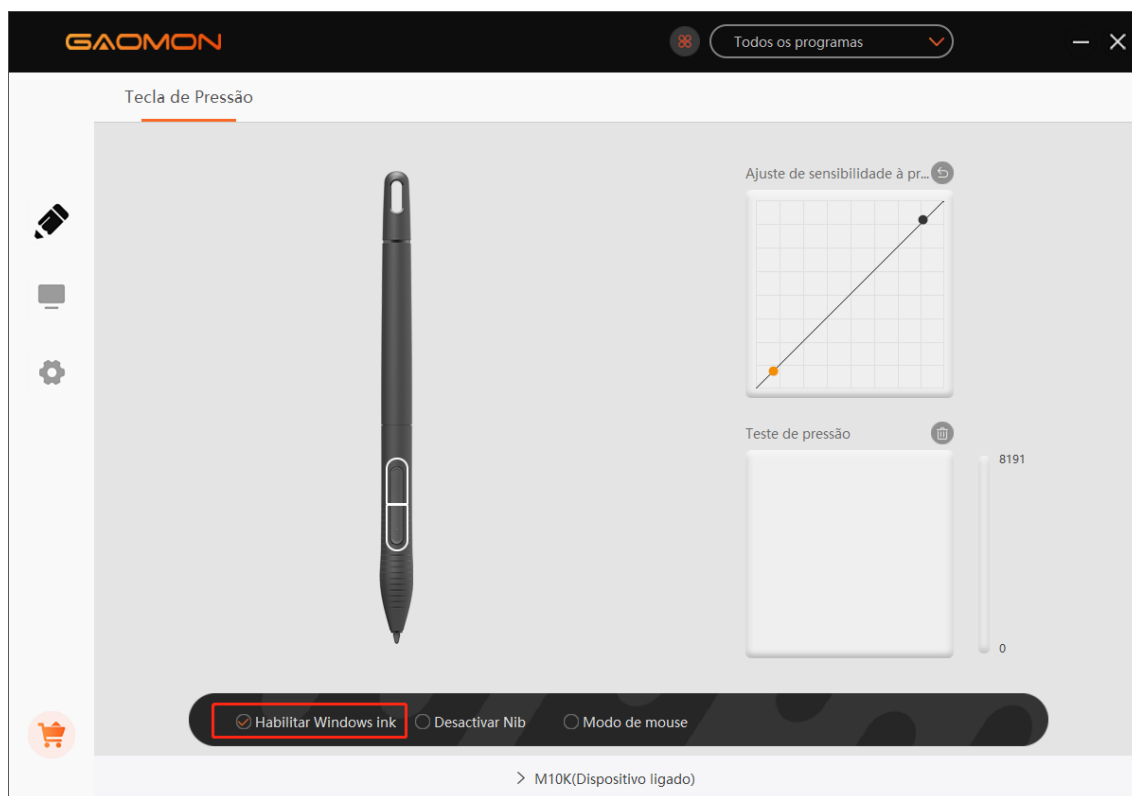 GAOMON
Todos os programas
Tecla de Pressão
Ajuste de sensibilidade à pr...
Teste de pressão
8191
0
Habilitar Windows ink
Desactivar Nib
Modo de mouse
M10K(Dispositivo ligado)